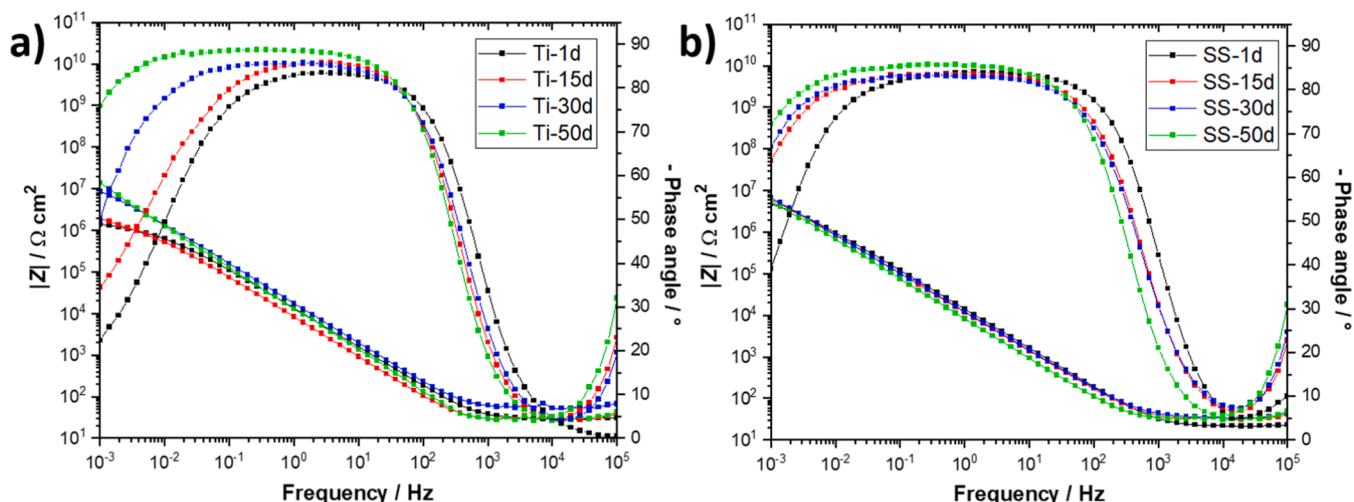 a)
10¹¹
10¹⁰
10⁹
10⁸
10⁷
10⁶
10⁵
10⁴
10³
10²
10¹
|Z| / Ω cm²
Ti-1d
Ti-15d
Ti-30d
Ti-50d
90
80
70
60
50
40
30
20
10
0
- Phase angle / °
10⁻³ 10⁻² 10⁻¹ 10⁰ 10¹ 10² 10³ 10⁴ 10⁵
Frequency / Hz
b)
10¹¹
10¹⁰
10⁹
10⁸
10⁷
10⁶
10⁵
10⁴
10³
10²
10¹
|Z| / Ω cm²
SS-1d
SS-15d
SS-30d
SS-50d
90
80
70
60
50
40
30
20
10
0
- Phase angle / °
10⁻³ 10⁻² 10⁻¹ 10⁰ 10¹ 10² 10³ 10⁴ 10⁵
Frequency / Hz